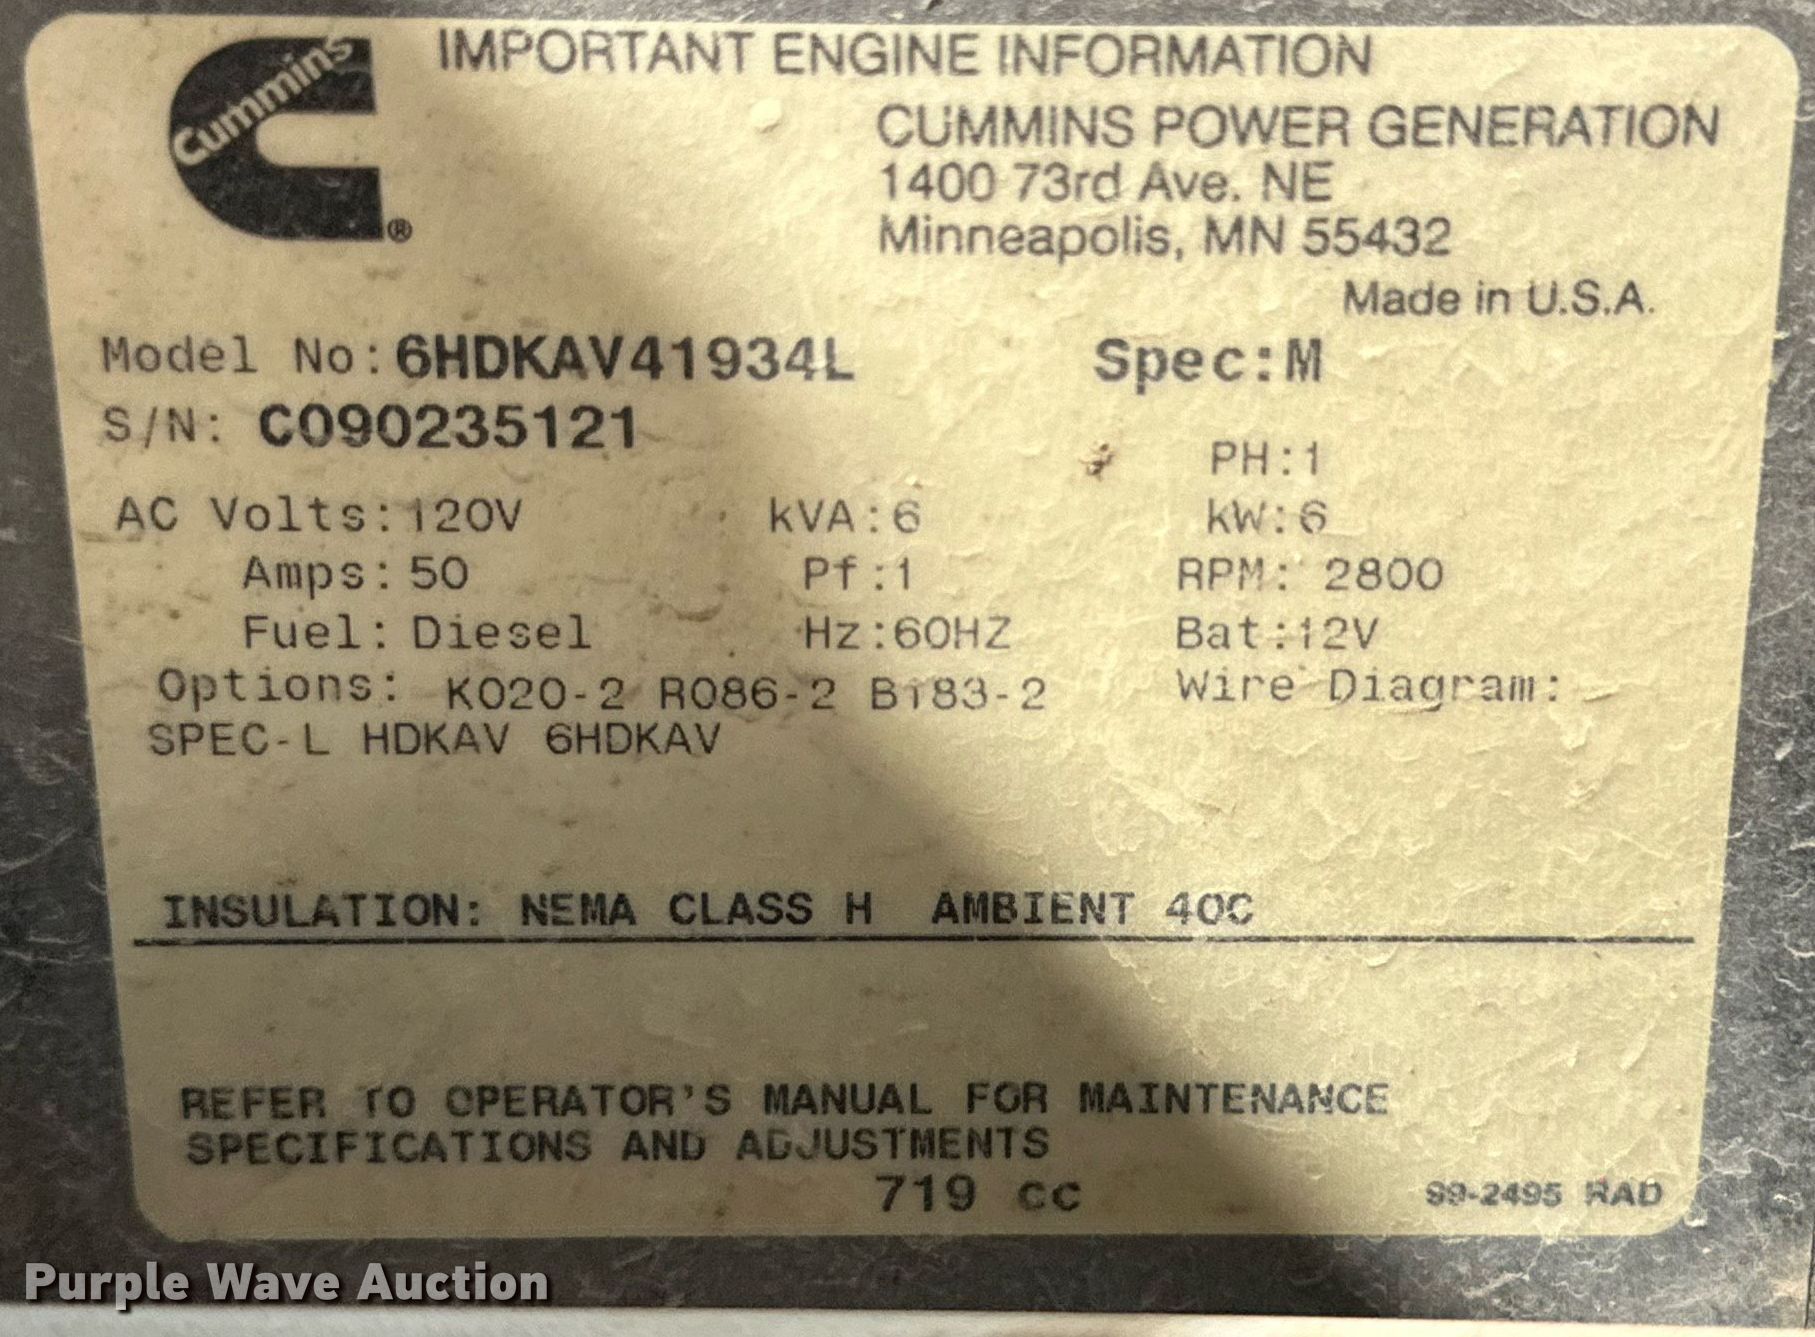 Cummins
®
IMPORTANT ENGINE INFORMATION
CUMMINS POWER GENERATION
1400 73rd Ave. NE
Minneapolis, MN 55432
Made in U.S.A.
Model No: 6HDKAV41934L Spec: M
S/N: C090235121
PH: 1
AC Volts: 120V kVA: 6 kW: 6
Amps: 50 Pf: 1 RPM: 2800
Fuel: Diesel Hz: 60HZ Bat: 12V
Options: K020-2 R086-2 B183-2 Wire Diagram:
SPEC-L HDKAV 6HDKAV
INSULATION: NEMA CLASS H AMBIENT 40C
REFER TO OPERATOR'S MANUAL FOR MAINTENANCE
SPECIFICATIONS AND ADJUSTMENTS
719 cc
99-2495 RAD
Purple Wave Auction